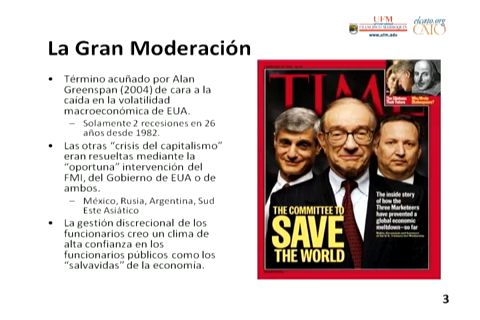 UFM
FRANCISCO MARROQUIN
www.ufm.edu
elcato.org
CATO
La Gran Moderación
• Término acuñado por Alan
Greenspan (2004) de cara a la
caída en la volatilidad
macroeconómica de EUA.
– Solamente 2 recesiones en 26
años desde 1982.
• Las otras “crisis del capitalismo”
eran resueltas mediante la
“oportuna” intervención del
FMI, del Gobierno de EUA o de
ambos.
– México, Rusia, Argentina, Sud
Este Asiático
• La gestión discrecional de los
funcionarios creo un clima de
alta confianza en los
funcionarios públicos como los
“salvavidas” de la economía.
TIME
THE COMMITTEE TO
SAVE
THE WORLD
The inside story
of how the
Three Marketeers
have prevented a
global economic
meltdown—so far
3